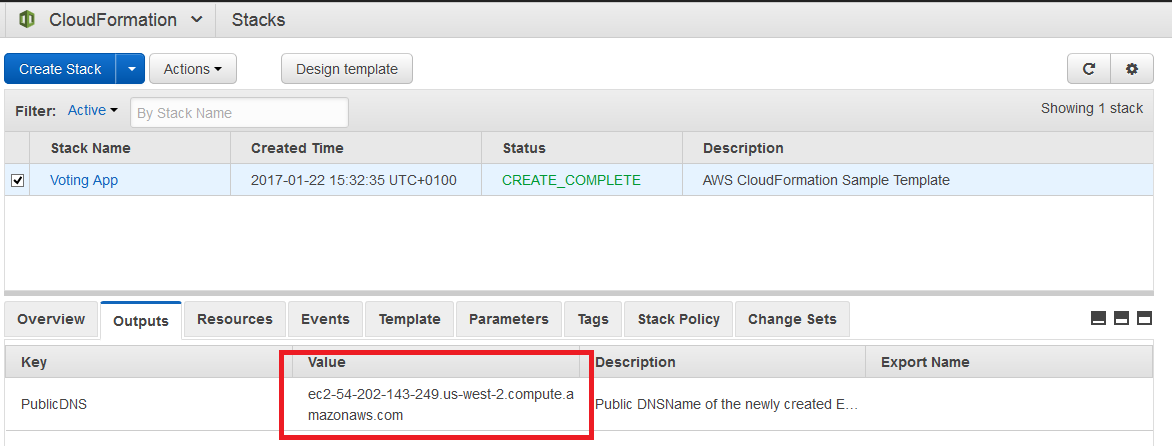 CloudFormation Stacks
Create Stack Actions Design template
Filter: Active By Stack Name Showing 1 stack
Stack Name Created Time Status Description
Voting App 2017-01-22 15:32:35 UTC+0100 CREATE_COMPLETE AWS CloudFormation Sample Template
Overview Outputs Resources Events Template Parameters Tags Stack Policy Change Sets
Key Value Description Export Name
PublicDNS ec2-54-202-143-249.us-west-2.compute.a Public DNSName of the newly created E…
mazonaws.com